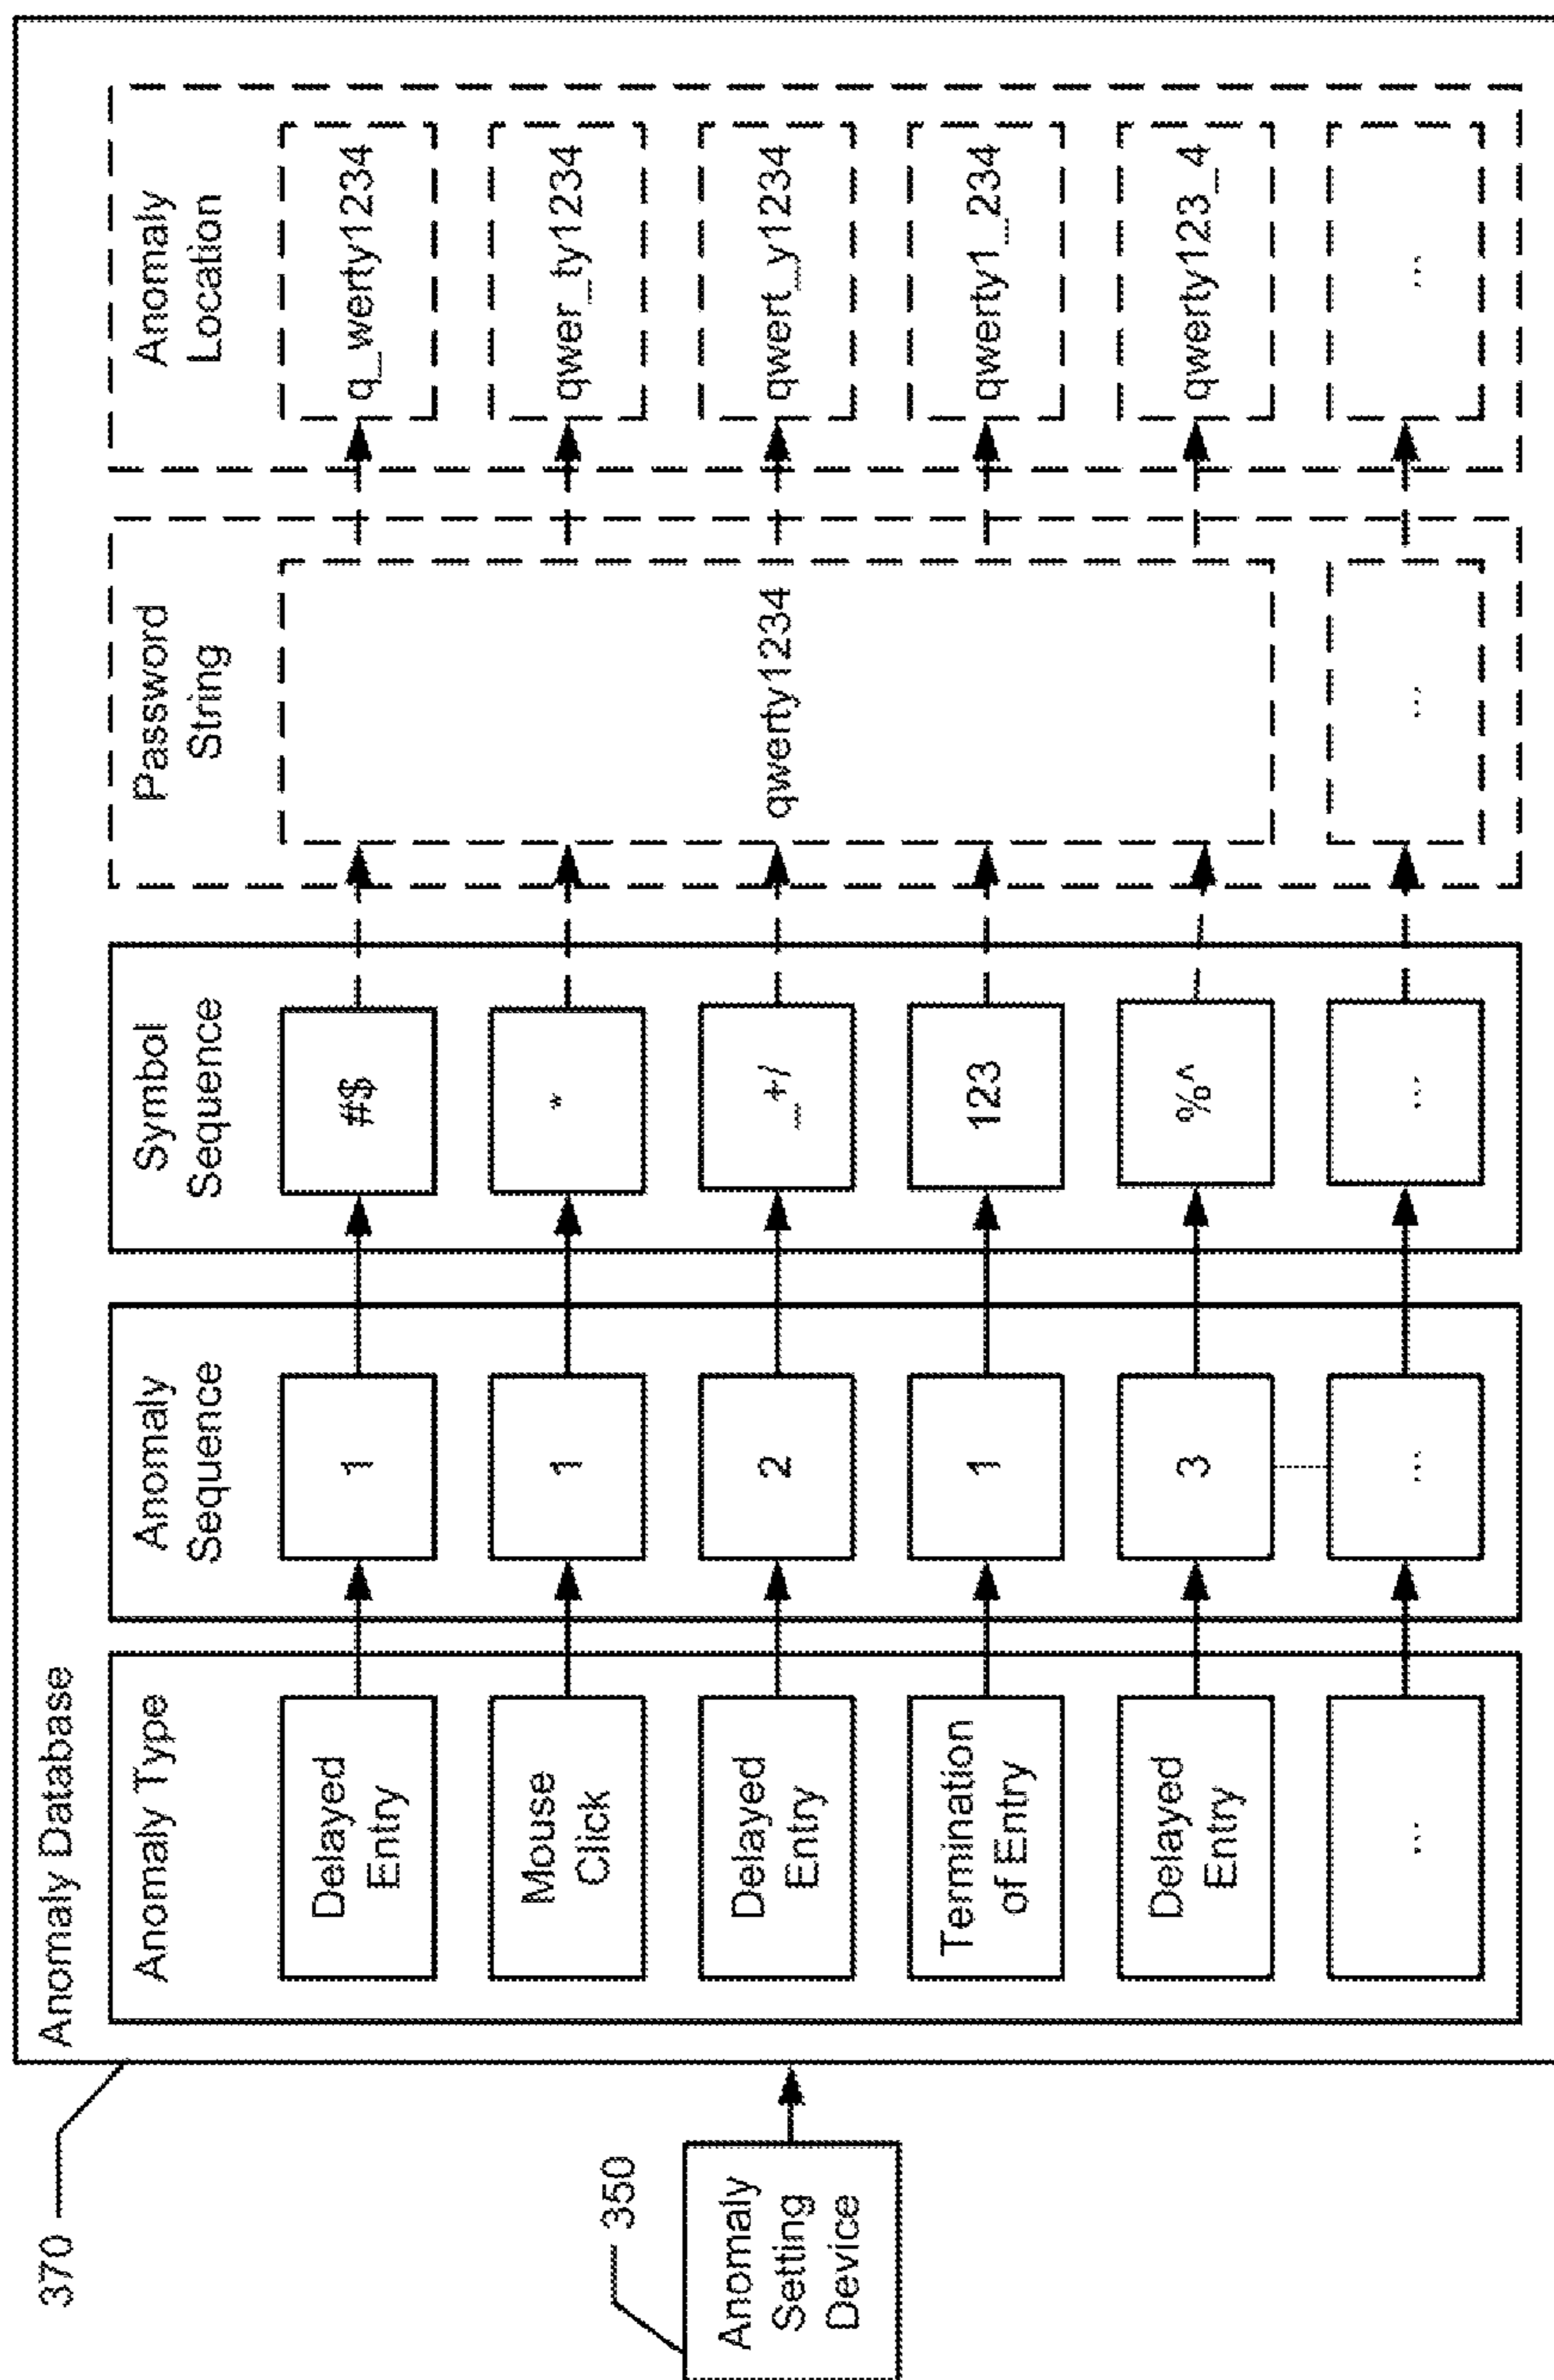 370
Anomaly Database
350
Anomaly
Setting
Device
Anomaly Type
Delayed
Entry
Mouse
Click
Delayed
Entry
Termination
of Entry
Delayed
Entry
...
Anomaly
Sequence
1
1
2
1
3
...
Symbol
Sequence
#$
*
_+/
123
%^
...
Password
String
qwerty1234
...
Anomaly
Location
q_werty1234
qwer_ty1234
qwert_y1234
qwerty1_234
qwerty123_4
...